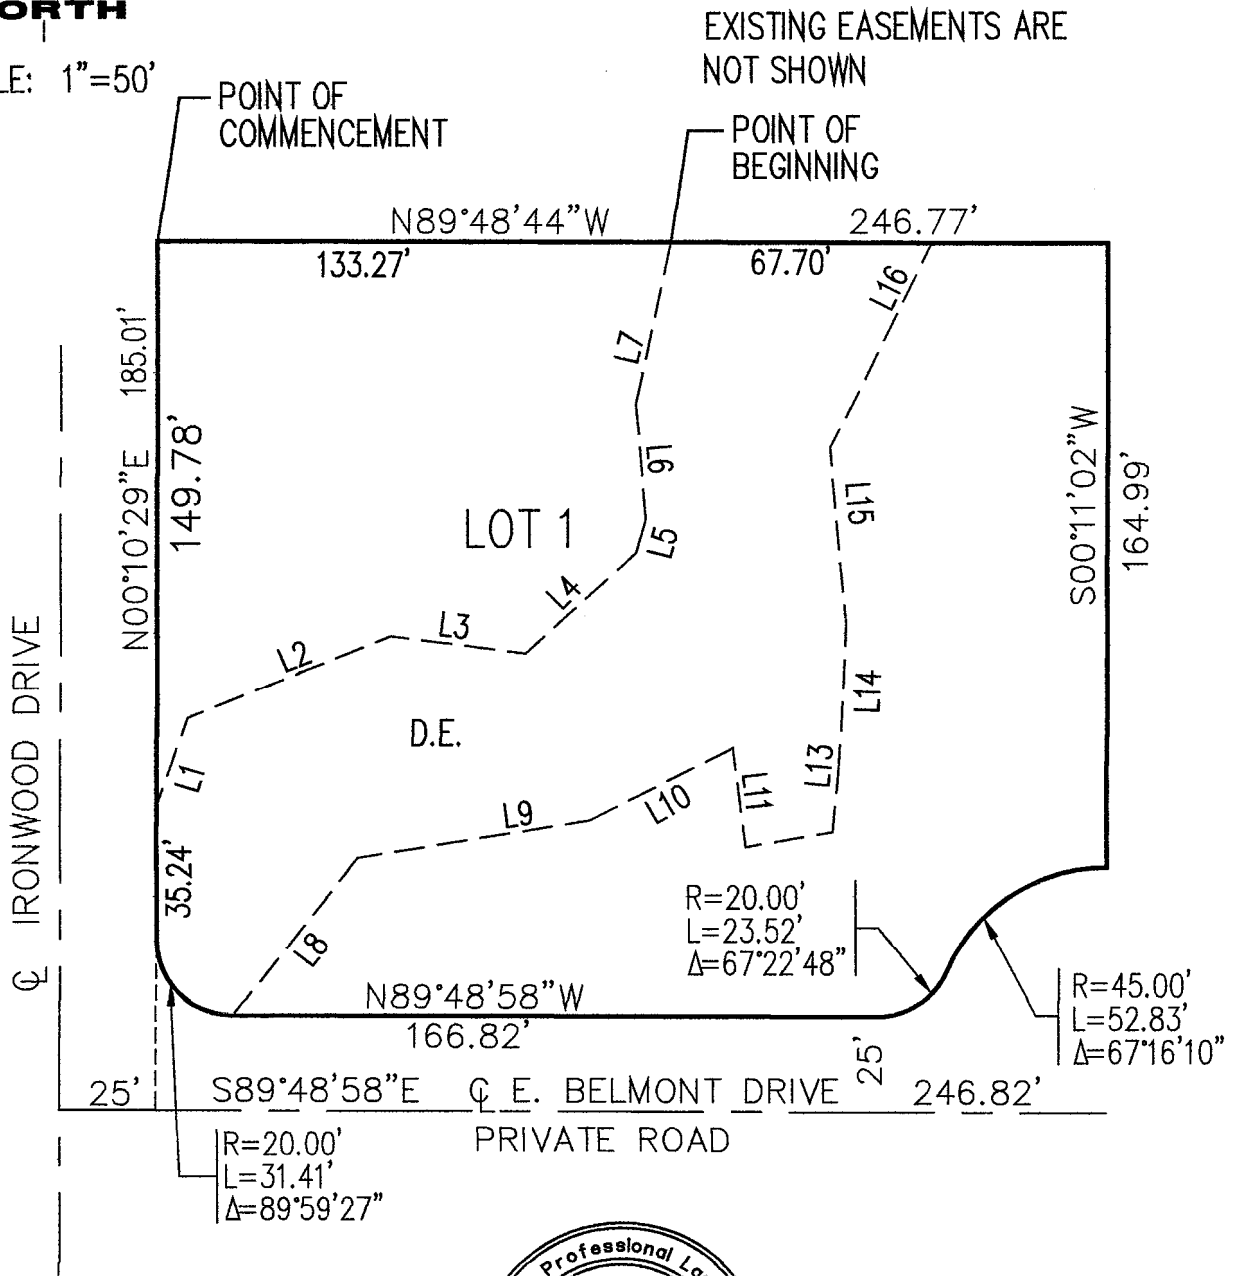 ORTH
LE: 1"=50'
EXISTING EASEMENTS ARE
NOT SHOWN
POINT OF
COMMENCEMENT
POINT OF
BEGINNING
N89°48'44"W 246.77'
133.27' 67.70'
L16
L7
N00°10'29"E 185.01'
149.78'
L6
L15
S00°11'02"W
164.99'
LOT 1
L5
L4
L3
L2
L14
D.E.
L1
L13
L11
L10
L9
35.24'
L8
IRONWOOD DRIVE
R=20.00'
L=23.52'
Δ=67°22'48"
R=45.00'
L=52.83'
Δ=67°16'10"
N89°48'58"W
166.82'
25'
25' S89°48'58"E ℄ E. BELMONT DRIVE 246.82'
℄
PRIVATE ROAD
R=20.00'
L=31.41'
Δ=89°59'27"
Professional La